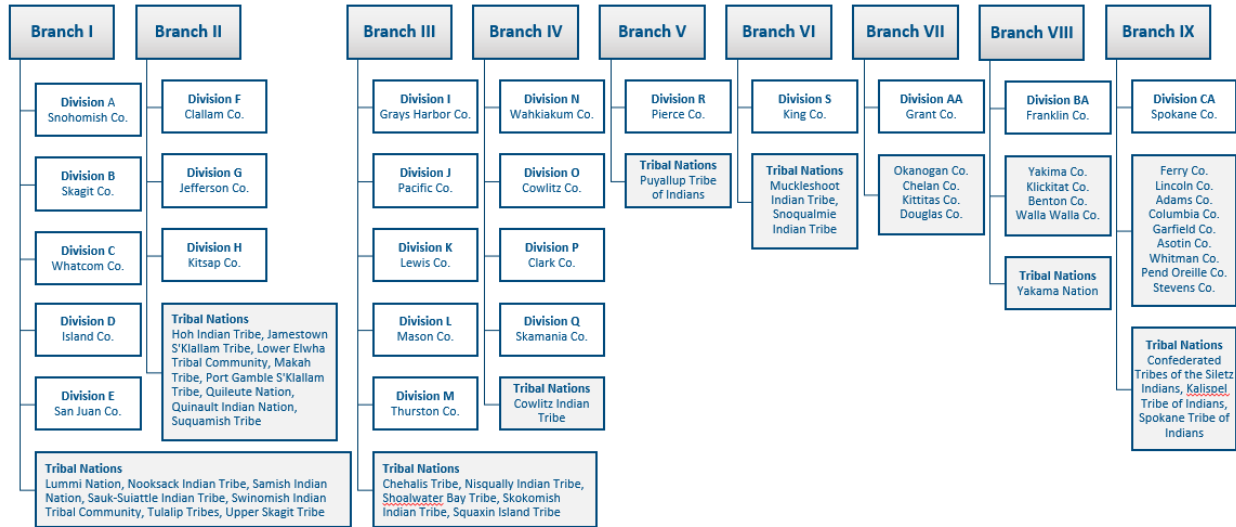 Branch I
Division A
Snohomish Co.
Division B
Skagit Co.
Division C
Whatcom Co.
Division D
Island Co.
Division E
San Juan Co.
Tribal Nations
Lummi Nation, Nooksack Indian Tribe, Samish Indian
Nation, Sauk-Suiattle Indian Tribe, Swinomish Indian
Tribal Community, Tulalip Tribes, Upper Skagit Tribe
Branch II
Division F
Clallam Co.
Division G
Jefferson Co.
Division H
Kitsap Co.
Tribal Nations
Hoh Indian Tribe, Jamestown
S'Klallam Tribe, Lower Elwha
Tribal Community, Makah
Tribe, Port Gamble S'Klallam
Tribe, Quileute Nation,
Quinault Indian Nation,
Suquamish Tribe
Branch III
Division I
Grays Harbor Co.
Division J
Pacific Co.
Division K
Lewis Co.
Division L
Mason Co.
Division M
Thurston Co.
Tribal Nations
Chehalis Tribe, Nisqually Indian Tribe,
Shoalwater Bay Tribe, Skokomish
Indian Tribe, Squaxin Island Tribe
Branch IV
Division N
Wahkiakum Co.
Division O
Cowlitz Co.
Division P
Clark Co.
Division Q
Skamania Co.
Tribal Nations
Cowlitz Indian
Tribe
Branch V
Division R
Pierce Co.
Tribal Nations
Puyallup Tribe
of Indians
Branch VI
Division S
King Co.
Tribal Nations
Muckleshoot
Indian Tribe,
Snoqualmie
Indian Tribe
Branch VII
Division AA
Grant Co.
Okanogan Co.
Chelan Co.
Kittitas Co.
Douglas Co.
Branch VIII
Division BA
Franklin Co.
Yakima Co.
Klickitat Co.
Benton Co.
Walla Walla Co.
Tribal Nations
Yakama Nation
Branch IX
Division CA
Spokane Co.
Ferry Co.
Lincoln Co.
Adams Co.
Columbia Co.
Garfield Co.
Asotin Co.
Whitman Co.
Pend Oreille Co.
Stevens Co.
Tribal Nations
Confederated
Tribes of the Siletz
Indians, Kalispel
Tribe of Indians,
Spokane Tribe of
Indians